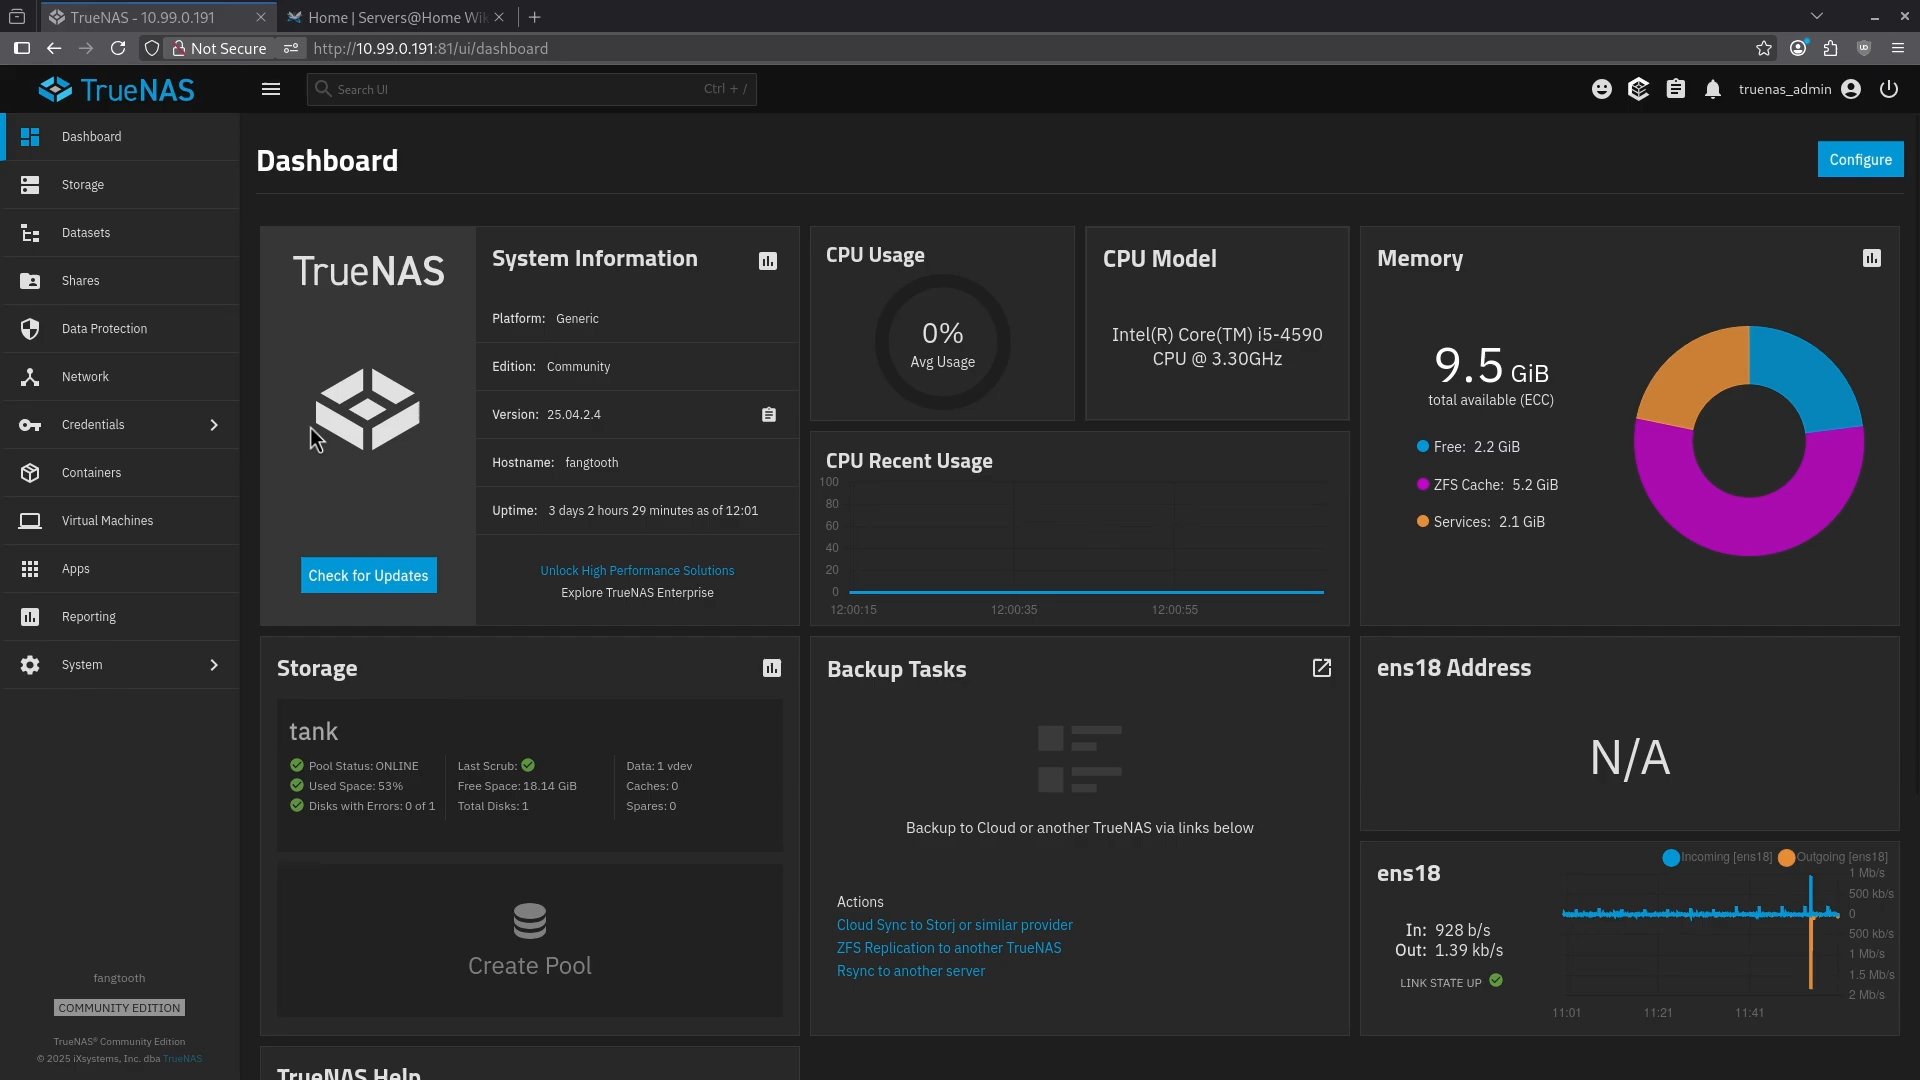 TrueNAS - 10.99.0.191
Home | Servers@Home Wik
Not Secure
http://10.99.0.191:81/ui/dashboard
TrueNAS
Search UI
Ctrl + /
truenas_admin
Dashboard
Storage
Datasets
Shares
Data Protection
Network
Credentials
Containers
Virtual Machines
Apps
Reporting
System
fangtooth
COMMUNITY EDITION
TrueNAS® Community Edition
© 2025 iXsystems, Inc. dba TrueNAS
Dashboard
Configure
TrueNAS
Check for Updates
System Information
Platform: Generic
Edition: Community
Version: 25.04.2.4
Hostname: fangtooth
Uptime: 3 days 2 hours 29 minutes as of 12:01
Unlock High Performance Solutions
Explore TrueNAS Enterprise
CPU Usage
0%
Avg Usage
CPU Model
Intel(R) Core(TM) i5-4590
CPU @ 3.30GHz
CPU Recent Usage
100
80
60
40
20
0
12:00:15
12:00:35
12:00:55
Memory
9.5 GiB
total available (ECC)
Free: 2.2 GiB
ZFS Cache: 5.2 GiB
Services: 2.1 GiB
Storage
tank
Pool Status: ONLINE
Used Space: 53%
Disks with Errors: 0 of 1
Last Scrub:
Free Space: 18.14 GiB
Total Disks: 1
Data: 1 vdev
Caches: 0
Spares: 0
Create Pool
Backup Tasks
Backup to Cloud or another TrueNAS via links below
Actions
Cloud Sync to Storj or similar provider
ZFS Replication to another TrueNAS
Rsync to another server
ens18 Address
N/A
ens18
In: 928 b/s
Out: 1.39 kb/s
LINK STATE UP
Incoming [ens18]
Outgoing [ens18]
1 Mb/s
500 kb/s
0
500 kb/s
1 Mb/s
1.5 Mb/s
2 Mb/s
11:01
11:21
11:41
TrueNAS Help